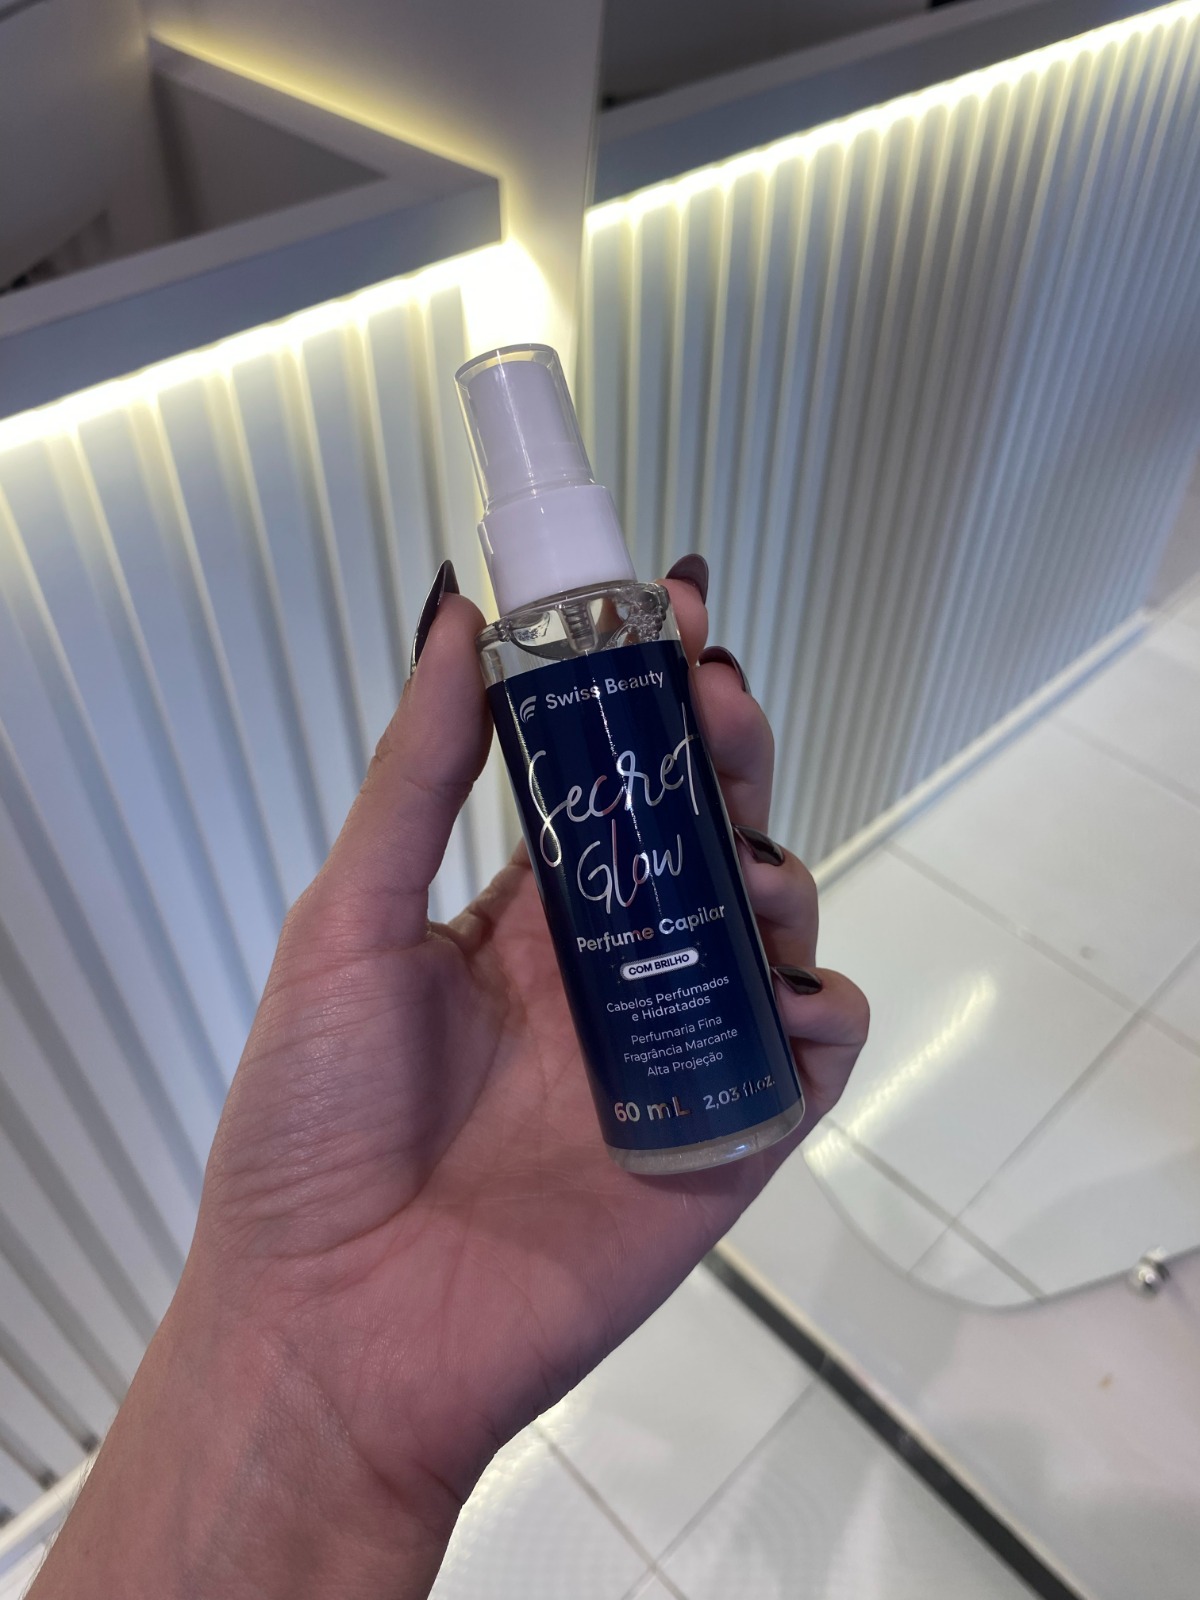 Swiss Beauty
Secret
Glow
Perfume Capilar
COM BRILHO
Cabelos Perfumados
e Hidratados
Perfumaria Fina
Fragrância Marcante
Alta Projeção
60 mL 2,03 fl.oz.